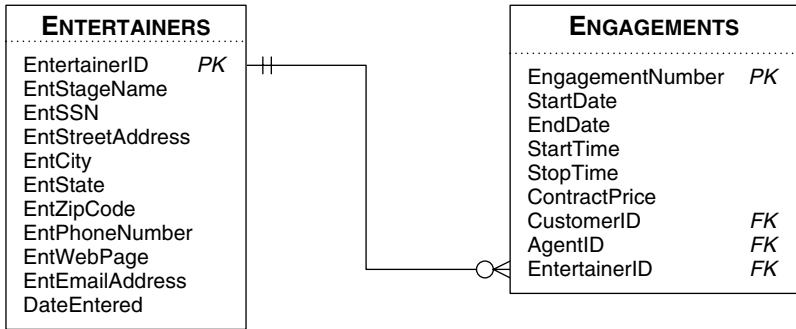 ENTERTAINERS
EntertainerID PK
EntStageName
EntSSN
EntStreetAddress
EntCity
EntState
EntZipCode
EntPhoneNumber
EntWebPage
EntEmailAddress
DateEntered
ENGAGEMENTS
EngagementNumber PK
StartDate
EndDate
StartTime
StopTime
ContractPrice
CustomerID FK
AgentID FK
EntertainerID FK